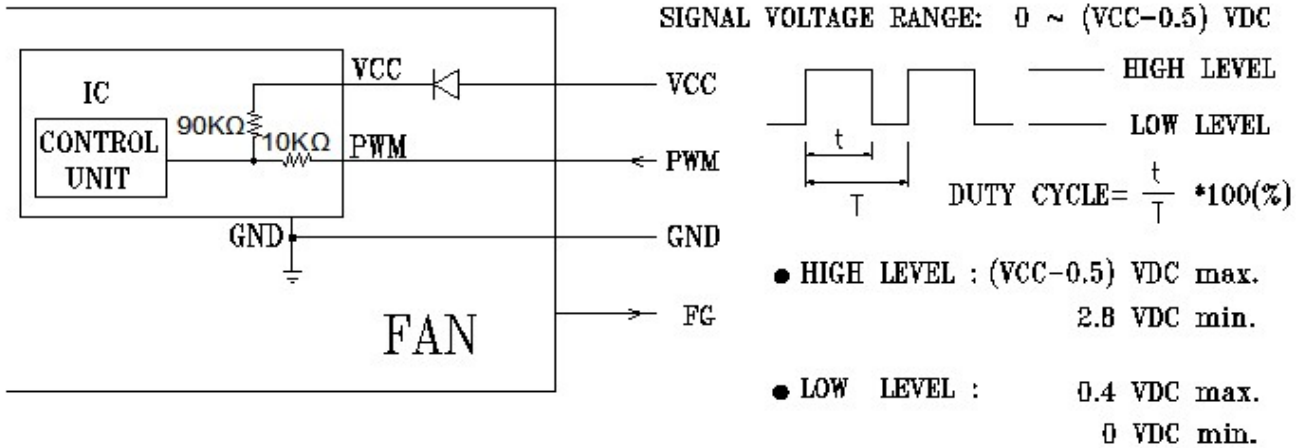 SIGNAL VOLTAGE RANGE: 0 ~ (VCC-0.5) VDC
IC
CONTROL
UNIT
90KΩ
10KΩ
VCC
PWM
GND
VCC
PWM
GND
FG
FAN
HIGH LEVEL
LOW LEVEL
t
T
DUTY CYCLE= t/T *100(%)
● HIGH LEVEL : (VCC-0.5) VDC max.
2.8 VDC min.
● LOW LEVEL : 0.4 VDC max.
0 VDC min.